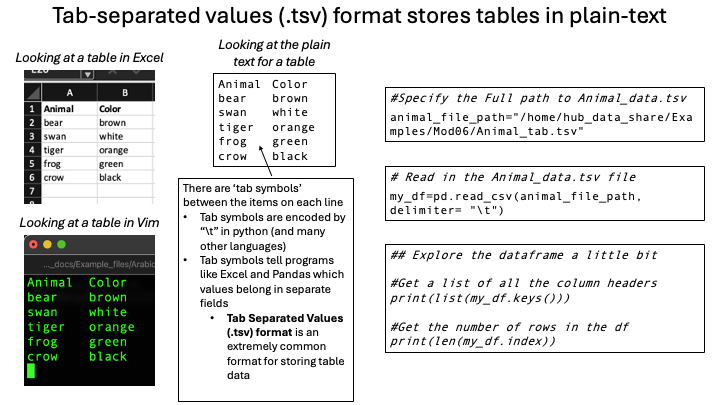 Tab-separated values (.tsv) format stores tables in plain-text
Looking at a table in Excel
A B
1 Animal Color
2 bear brown
3 swan white
4 tiger orange
5 frog green
6 crow black
7
Looking at a table in Vim
..._docs/Example_files/Arabic
Animal Color
bear brown
swan white
tiger orange
frog green
crow black
Looking at the plain
text for a table
Animal Color
bear brown
swan white
tiger orange
frog green
crow black
There are ‘tab symbols’
between the items on each line
• Tab symbols are encoded by
“\t” in python (and many
other languages)
• Tab symbols tell programs
like Excel and Pandas which
values belong in separate
fields
• Tab Separated Values
(.tsv) format is an
extremely common
format for storing table
data
#Specify the Full path to Animal_data.tsv
animal_file_path="/home/hub_data_share/Exa
mples/Mod06/Animal_tab.tsv"
# Read in the Animal_data.tsv file
my_df=pd.read_csv(animal_file_path,
delimiter= "\t")
## Explore the dataframe a little bit
#Get a list of all the column headers
print(list(my_df.keys()))
#Get the number of rows in the df
print(len(my_df.index))